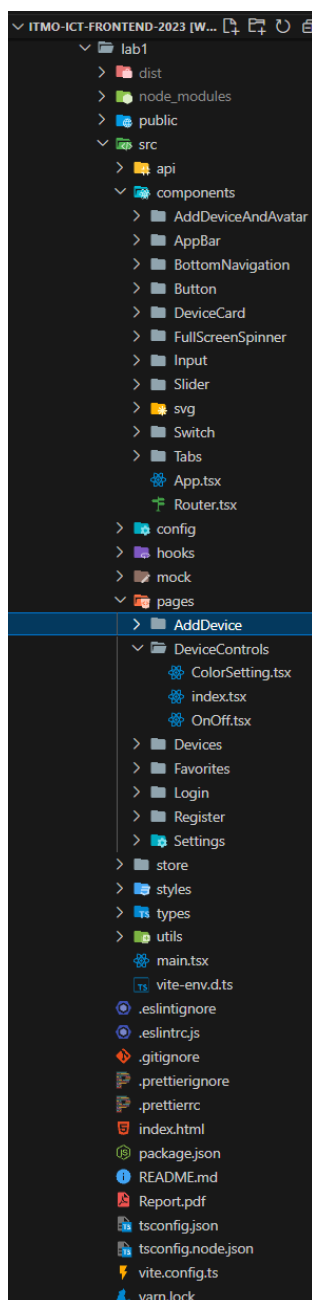 ITMO-ICT-FRONTEND-2023 [W...
lab1
dist
node_modules
public
src
api
components
AddDeviceAndAvatar
AppBar
BottomNavigation
Button
DeviceCard
FullScreenSpinner
Input
Slider
svg
Switch
Tabs
App.tsx
Router.tsx
config
hooks
mock
pages
AddDevice
DeviceControls
ColorSetting.tsx
index.tsx
OnOff.tsx
Devices
Favorites
Login
Register
Settings
store
styles
types
utils
main.tsx
vite-env.d.ts
.eslintignore
.eslintrc.js
.gitignore
.prettierignore
.prettierrc
index.html
package.json
README.md
Report.pdf
tsconfig.json
tsconfig.node.json
vite.config.ts
yarn.lock